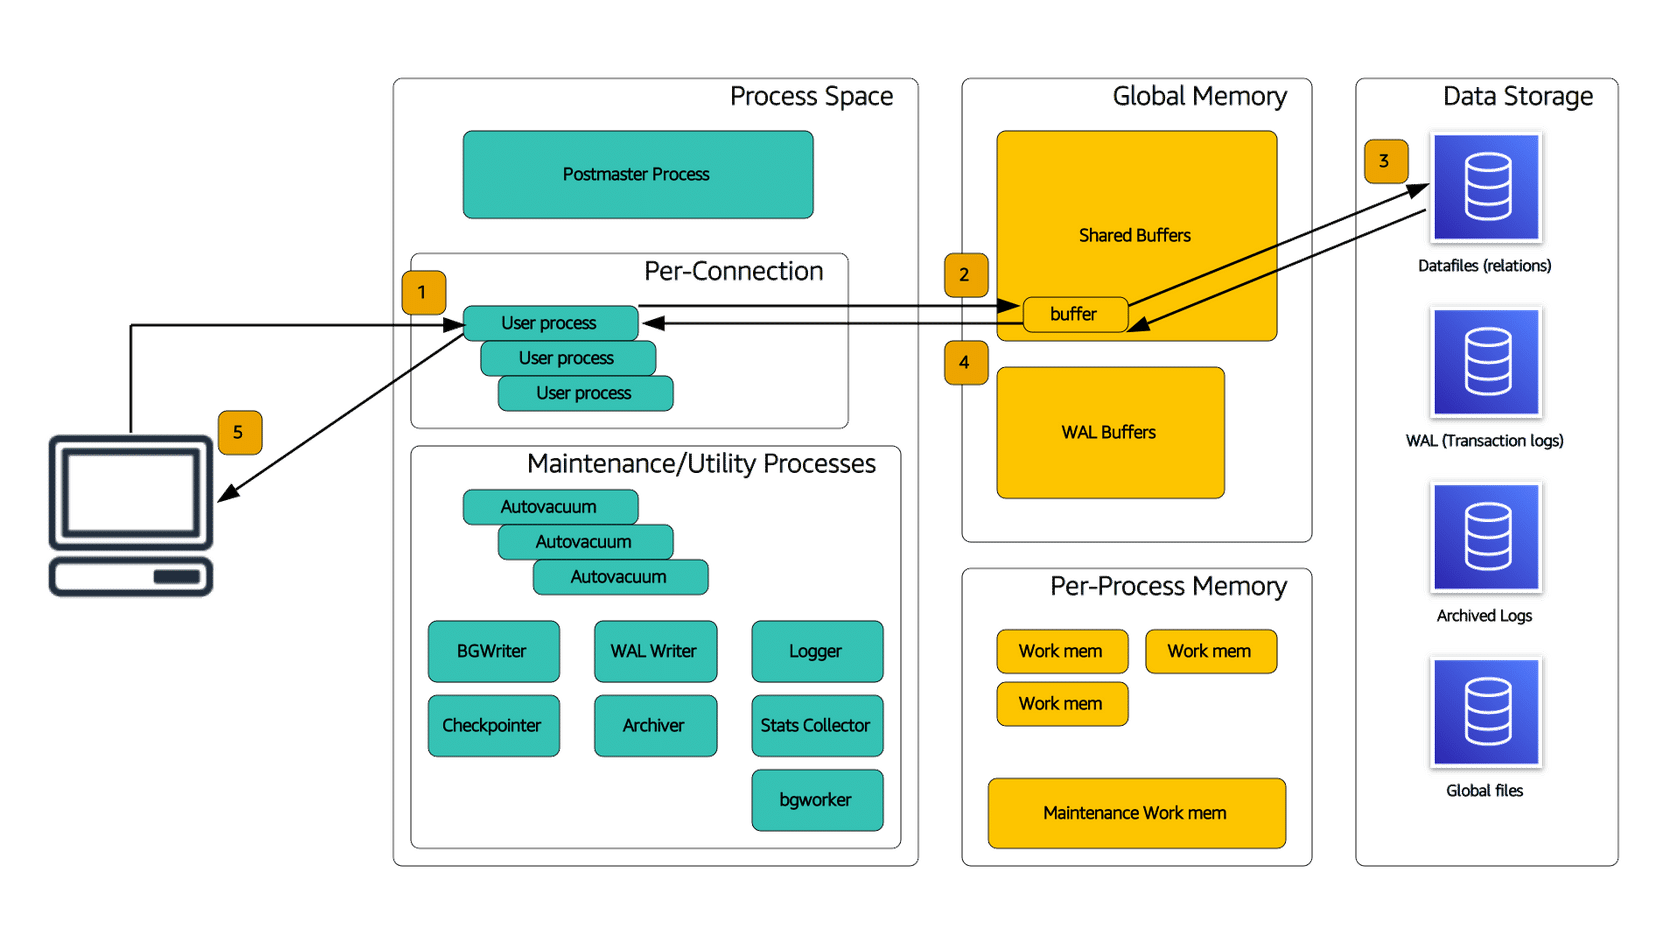 Process Space
Postmaster Process
Per-Connection
1
User process
User process
User process
5
Maintenance/Utility Processes
Autovacuum
Autovacuum
Autovacuum
BGWriter
WAL Writer
Logger
Checkpointer
Archiver
Stats Collector
bgworker
Global Memory
Shared Buffers
2
buffer
4
WAL Buffers
Per-Process Memory
Work mem
Work mem
Work mem
Maintenance Work mem
Data Storage
3
Datafiles (relations)
WAL (Transaction logs)
Archived Logs
Global files